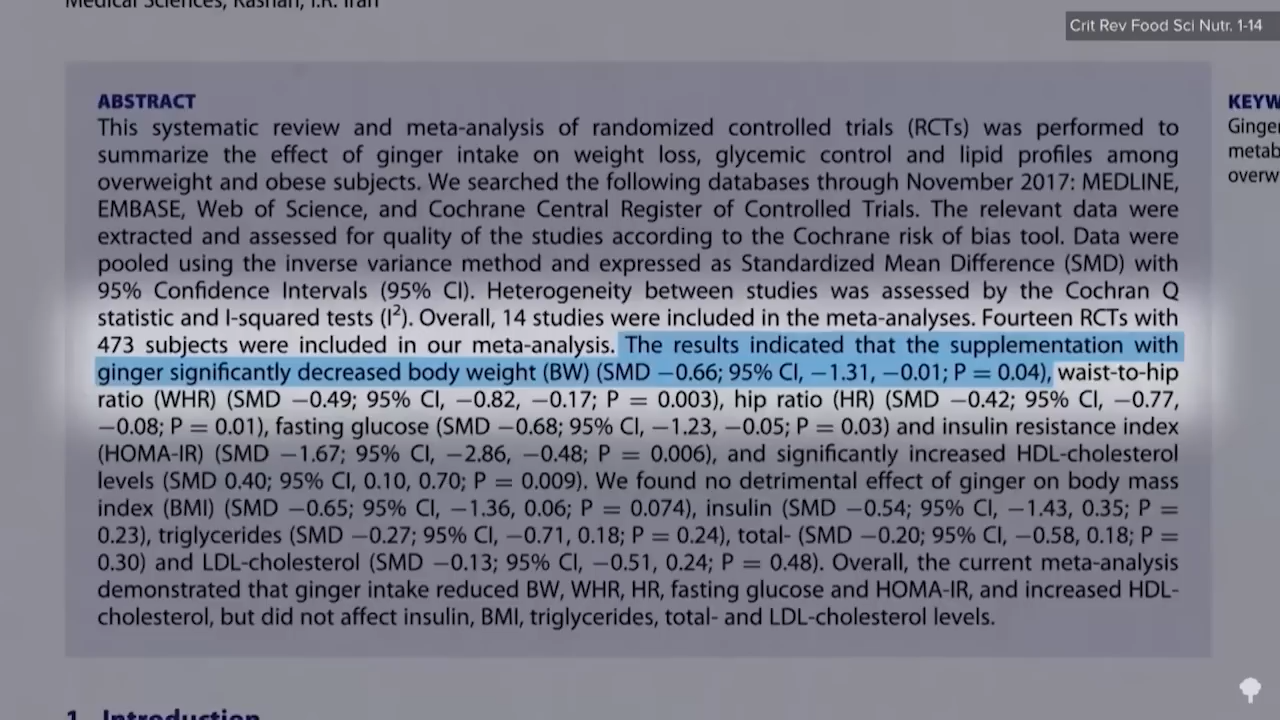 Medical Sciences, Kashan, I.R. Iran
Crit Rev Food Sci Nutr. 1-14
ABSTRACT
This systematic review and meta-analysis of randomized controlled trials (RCTs) was performed to
summarize the effect of ginger intake on weight loss, glycemic control and lipid profiles among
overweight and obese subjects. We searched the following databases through November 2017: MEDLINE,
EMBASE, Web of Science, and Cochrane Central Register of Controlled Trials. The relevant data were
extracted and assessed for quality of the studies according to the Cochrane risk of bias tool. Data were
pooled using the inverse variance method and expressed as Standardized Mean Difference (SMD) with
95% Confidence Intervals (95% CI). Heterogeneity between studies was assessed by the Cochran Q
statistic and I-squared tests (I²). Overall, 14 studies were included in the meta-analyses. Fourteen RCTs with
473 subjects were included in our meta-analysis. The results indicated that the supplementation with
ginger significantly decreased body weight (BW) (SMD −0.66; 95% CI, −1.31, −0.01; P = 0.04), waist-to-hip
ratio (WHR) (SMD −0.49; 95% CI, −0.82, −0.17; P = 0.003), hip ratio (HR) (SMD −0.42; 95% CI, −0.77,
−0.08; P = 0.01), fasting glucose (SMD −0.68; 95% CI, −1.23, −0.05; P = 0.03) and insulin resistance index
(HOMA-IR) (SMD −1.67; 95% CI, −2.86, −0.48; P = 0.006), and significantly increased HDL-cholesterol
levels (SMD 0.40; 95% CI, 0.10, 0.70; P = 0.009). We found no detrimental effect of ginger on body mass
index (BMI) (SMD −0.65; 95% CI, −1.36, 0.06; P = 0.074), insulin (SMD −0.54; 95% CI, −1.43, 0.35; P =
0.23), triglycerides (SMD −0.27; 95% CI, −0.71, 0.18; P = 0.24), total- (SMD −0.20; 95% CI, −0.58, 0.18; P =
0.30) and LDL-cholesterol (SMD −0.13; 95% CI, −0.51, 0.24; P = 0.48). Overall, the current meta-analysis
demonstrated that ginger intake reduced BW, WHR, HR, fasting glucose and HOMA-IR, and increased HDL-
cholesterol, but did not affect insulin, BMI, triglycerides, total- and LDL-cholesterol levels.
KEYW
Ginger
metab
overw
1. Introduction